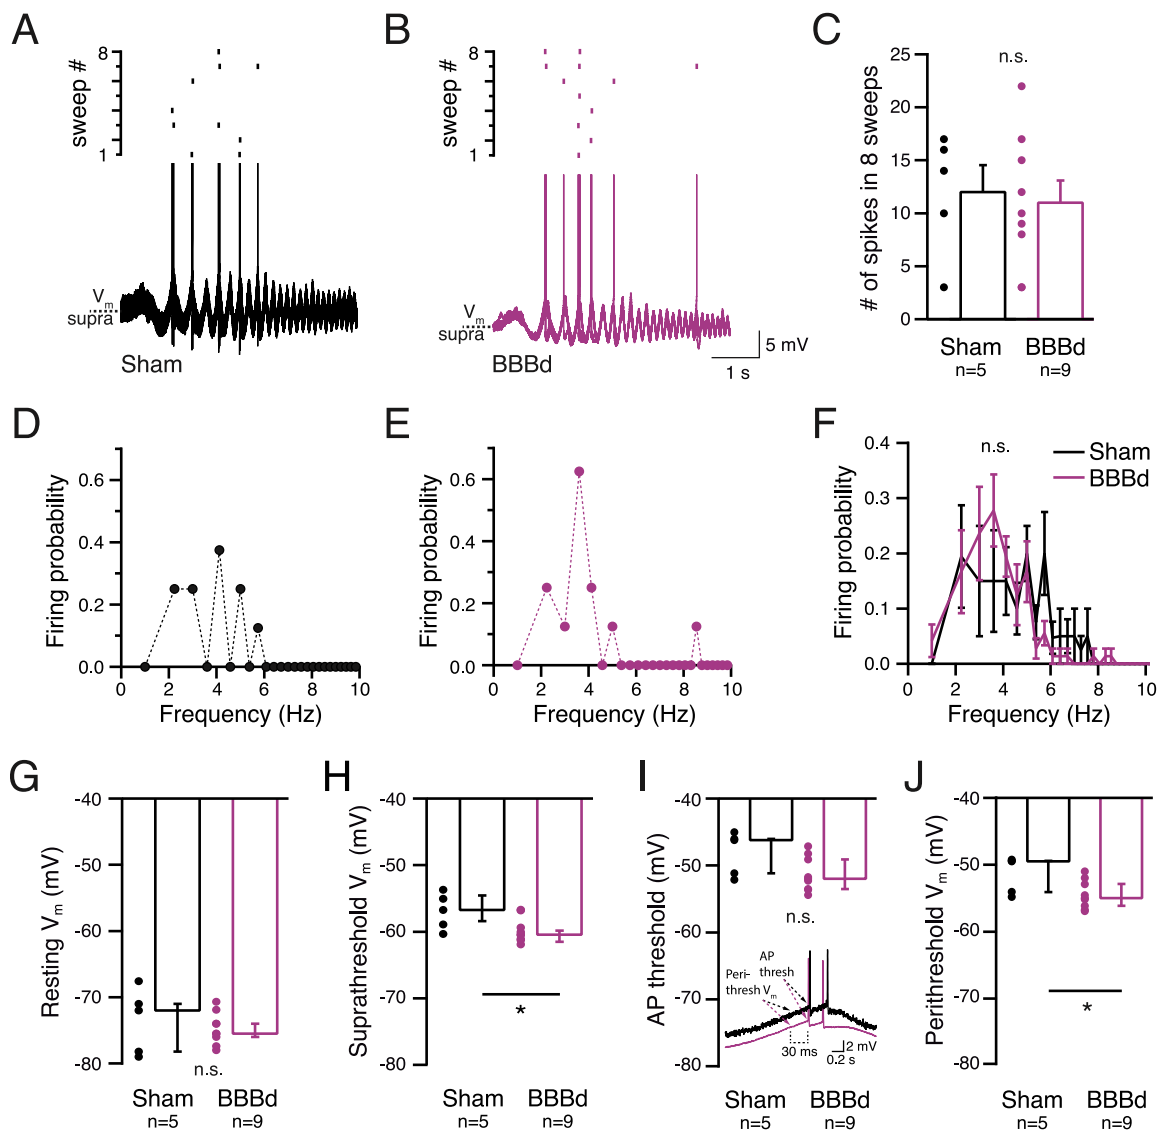 A
8
sweep #
1
Vm
supra
Sham
B
8
sweep #
1
Vm
supra
BBBd
5 mV
1 s
C
25
20
15
10
5
0
# of spikes in 8 sweeps
n.s.
Sham
n=5
BBBd
n=9
D
0.6
0.4
0.2
0.0
Firing probability
0 2 4 6 8 10
Frequency (Hz)
E
0.6
0.4
0.2
0.0
Firing probability
0 2 4 6 8 10
Frequency (Hz)
F
0.4
0.3
0.2
0.1
0.0
Firing probability
n.s.
Sham
BBBd
0 2 4 6 8 10
Frequency (Hz)
G
-40
-50
-60
-70
-80
Resting Vm (mV)
n.s.
Sham
n=5
BBBd
n=9
H
-40
-50
-60
-70
-80
Suprathreshold Vm (mV)
*
Sham
n=5
BBBd
n=9
I
-40
-50
-60
-70
-80
AP threshold (mV)
n.s.
AP
thresh
Peri-
thresh Vm
30 ms
2 mV
0.2 s
Sham
n=5
BBBd
n=9
J
-40
-50
-60
-70
-80
Perithreshold Vm (mV)
*
Sham
n=5
BBBd
n=9